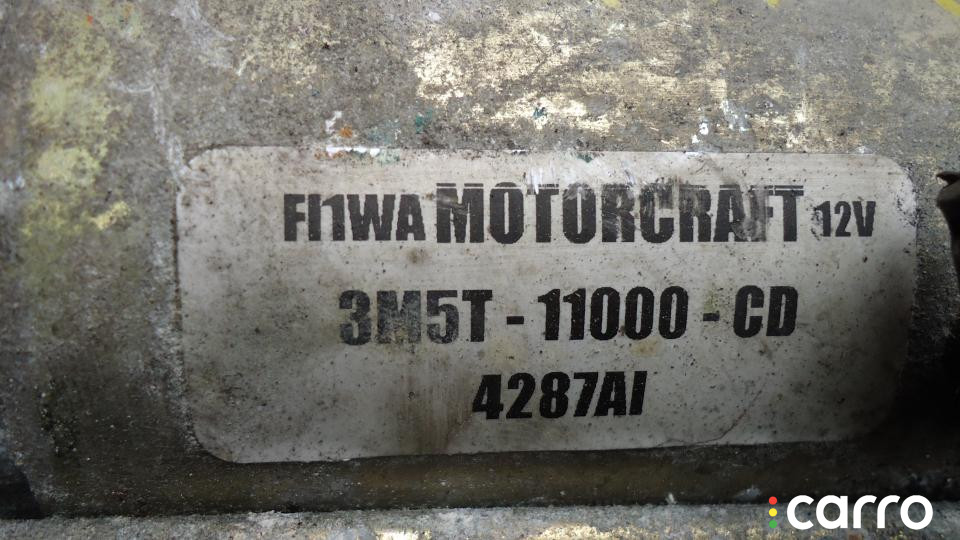 FI1WA MOTORCRAFT 12V
3M5T - 11000 - CD
4287AI
carro